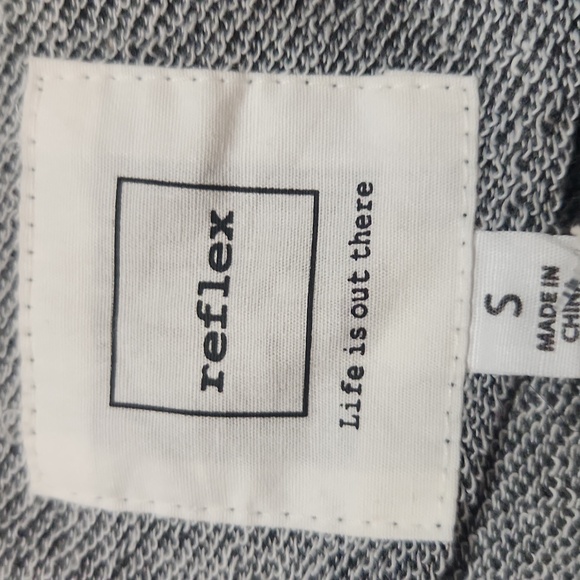 reflex
Life is out there
S
MADE IN
CHINA